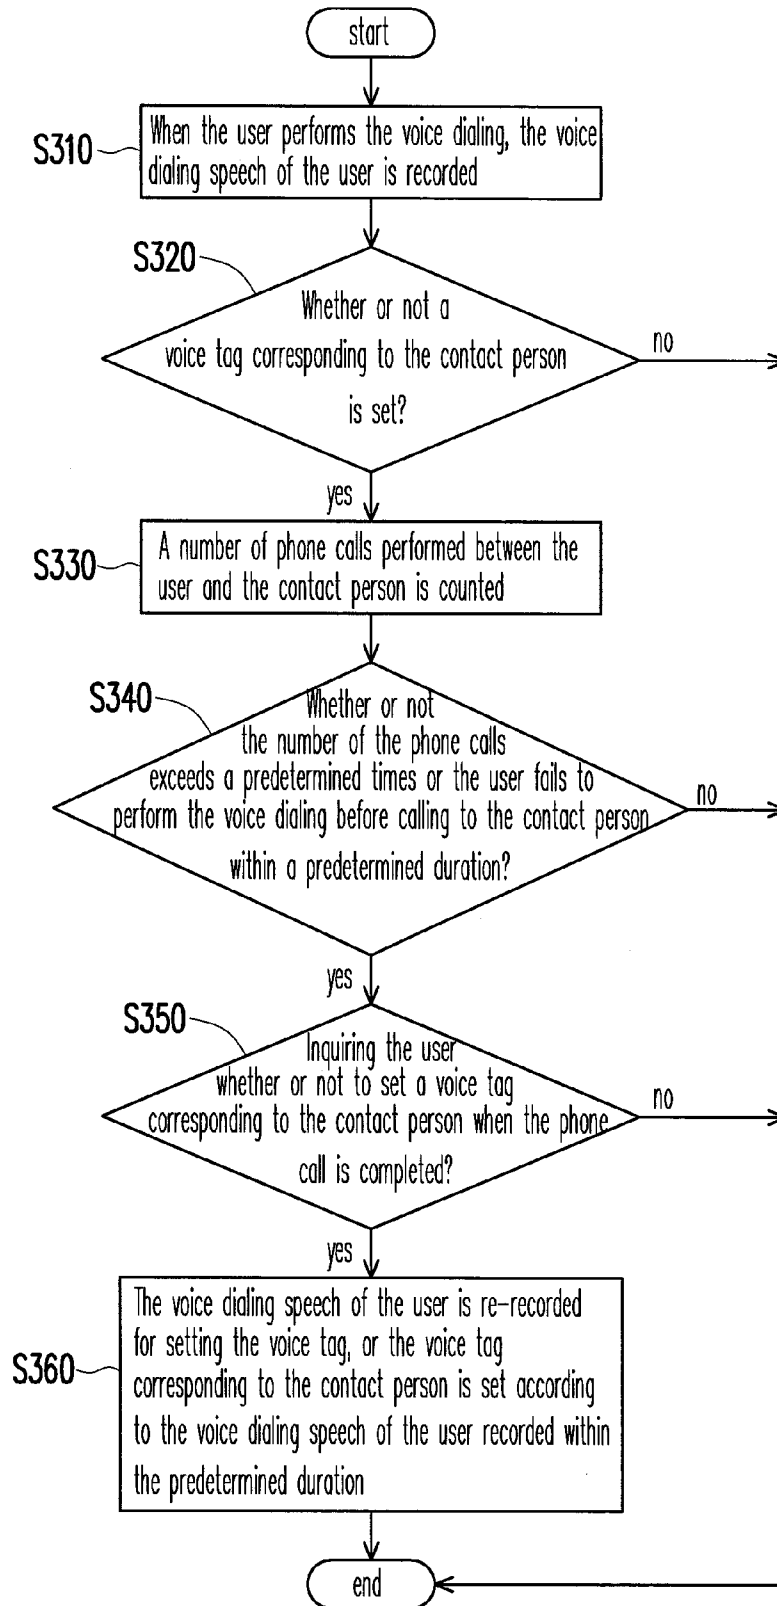 start
S310
When the user performs the voice dialing, the voice
dialing speech of the user is recorded
S320
Whether or not a
voice tag corresponding to the contact person
is set?
no
yes
S330
A number of phone calls performed between the
user and the contact person is counted
S340
Whether or not
the number of the phone calls
exceeds a predetermined times or the user fails to
perform the voice dialing before calling to the contact person
within a predetermined duration?
no
yes
S350
Inquiring the user
whether or not to set a voice tag
corresponding to the contact person when the phone
call is completed?
no
yes
S360
The voice dialing speech of the user is re-recorded
for setting the voice tag, or the voice tag
corresponding to the contact person is set according
to the voice dialing speech of the user recorded within
the predetermined duration
end